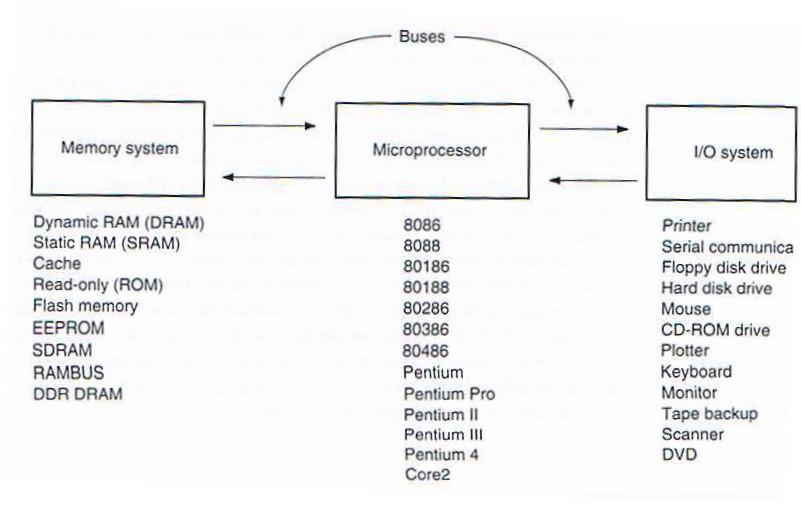 Buses
Memory system
Microprocessor
I/O system
Dynamic RAM (DRAM)
Static RAM (SRAM)
Cache
Read-only (ROM)
Flash memory
EEPROM
SDRAM
RAMBUS
DDR DRAM
8086
8088
80186
80188
80286
80386
80486
Pentium
Pentium Pro
Pentium II
Pentium III
Pentium 4
Core2
Printer
Serial communica
Floppy disk drive
Hard disk drive
Mouse
CD-ROM drive
Plotter
Keyboard
Monitor
Tape backup
Scanner
DVD